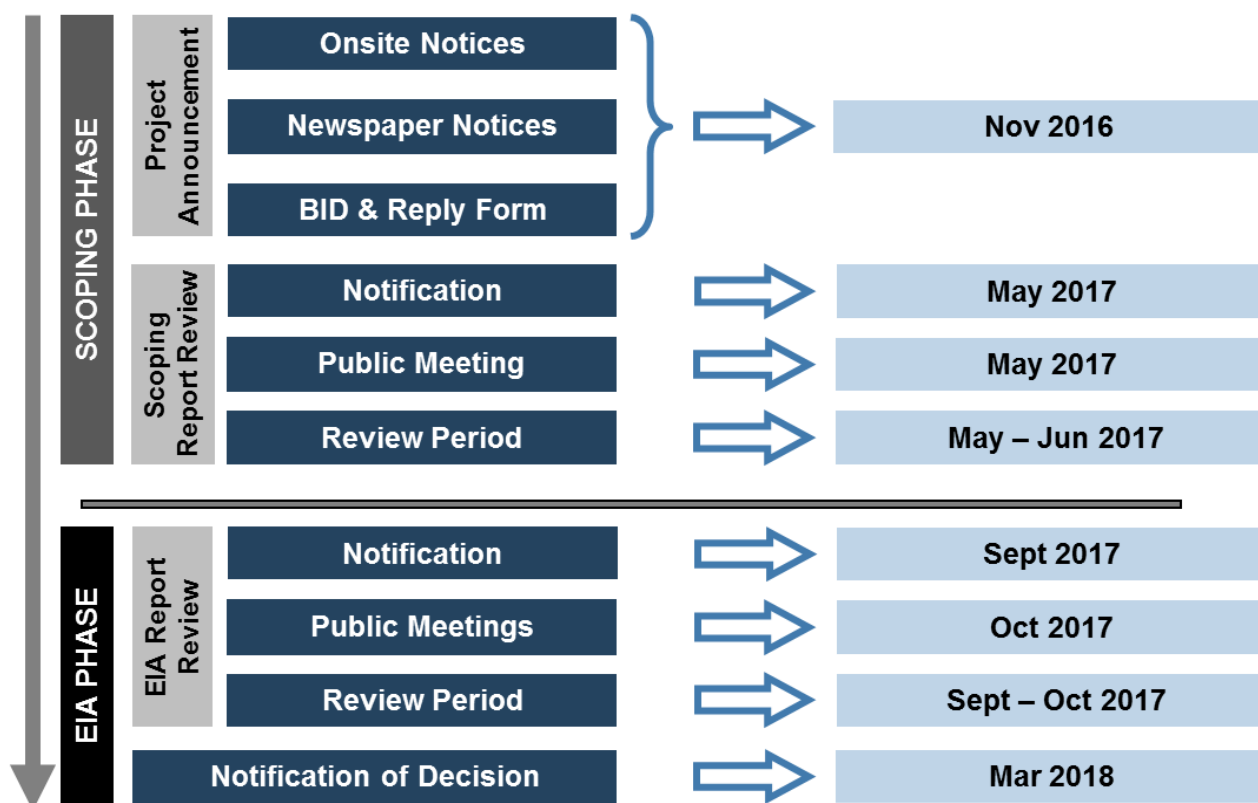 SCOPING PHASE
Project
Announcement
Onsite Notices
Newspaper Notices
BID & Reply Form
Nov 2016
Scoping
Report Review
Notification
May 2017
Public Meeting
May 2017
Review Period
May – Jun 2017
EIA PHASE
EIA Report
Review
Notification
Sept 2017
Public Meetings
Oct 2017
Review Period
Sept – Oct 2017
Notification of Decision
Mar 2018